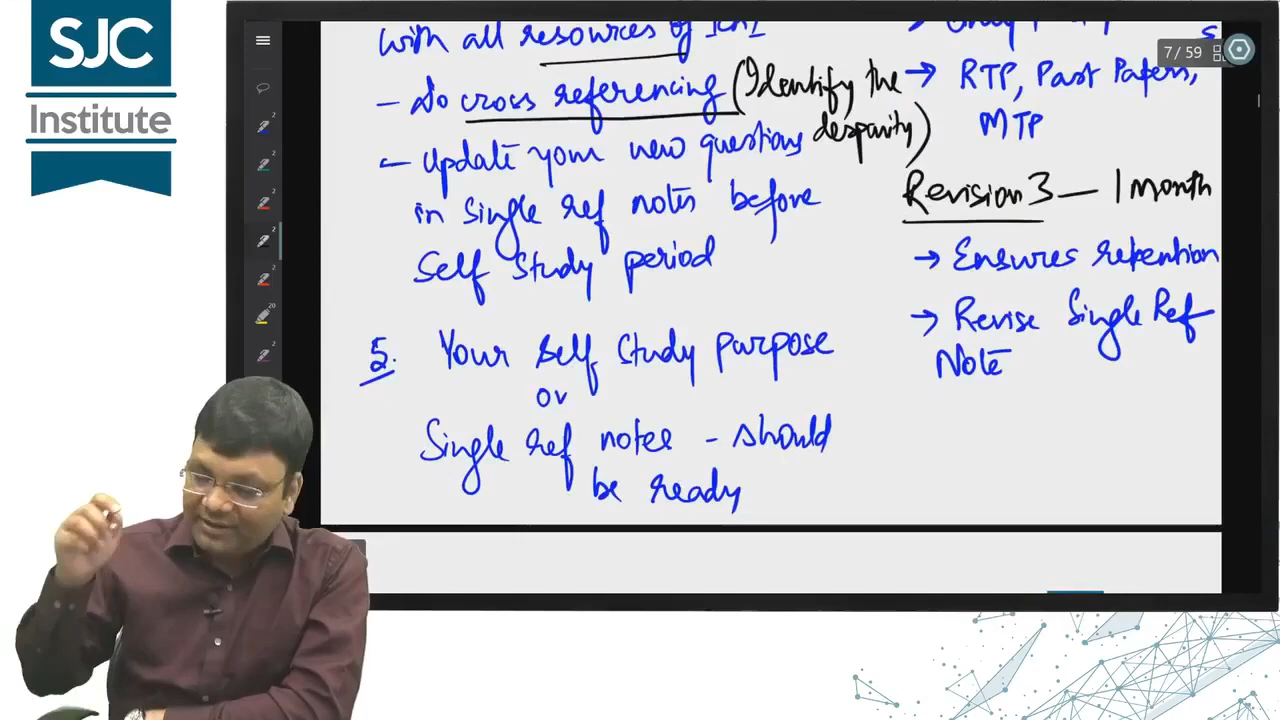 SJC
Institute
7 / 59
with all resources of ICAI
- Do cross referencing (Identify the desparity)
- update your new questions
in single ref notes before
Self Study period
5. Your Self Study purpose
or
Single ref notes - should
be ready
→ RTP, Past Papers,
MTP
Revision 3 — 1 month
→ Ensures retention
→ Revise Single Ref
Note